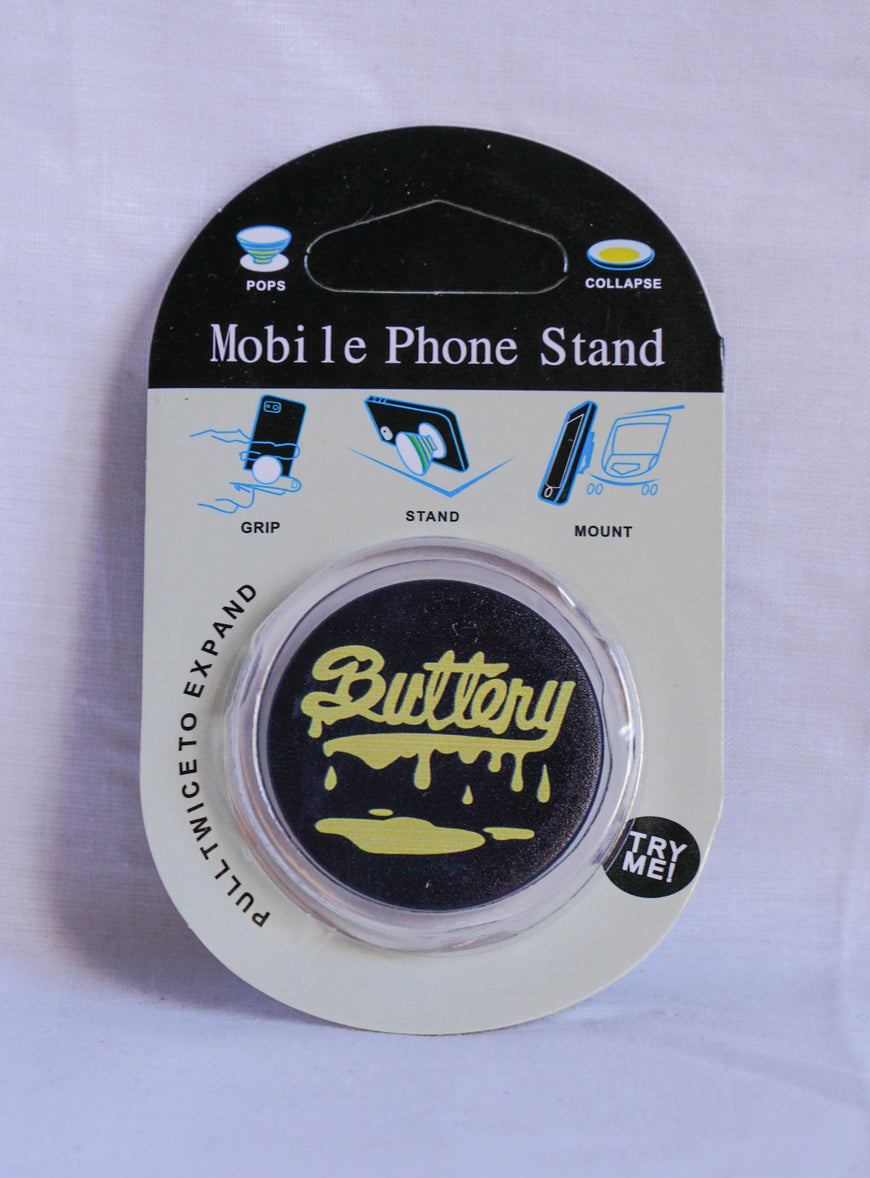 POPS
COLLAPSE
Mobile Phone Stand
GRIP
STAND
MOUNT
PULL TWICE TO EXPAND
Buttery
TRY
ME!